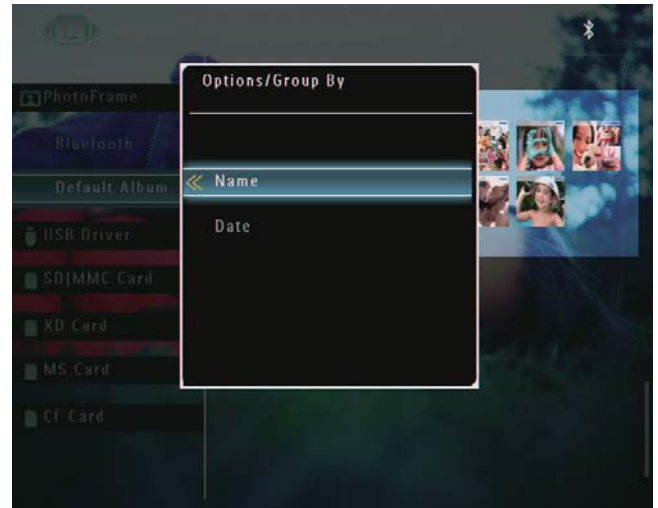 Options/Group By
Name
Date
PhotoFrame
Bluetooth
Default Album
USB Driver
SD|MMC Card
XD Card
MS Card
CF Card